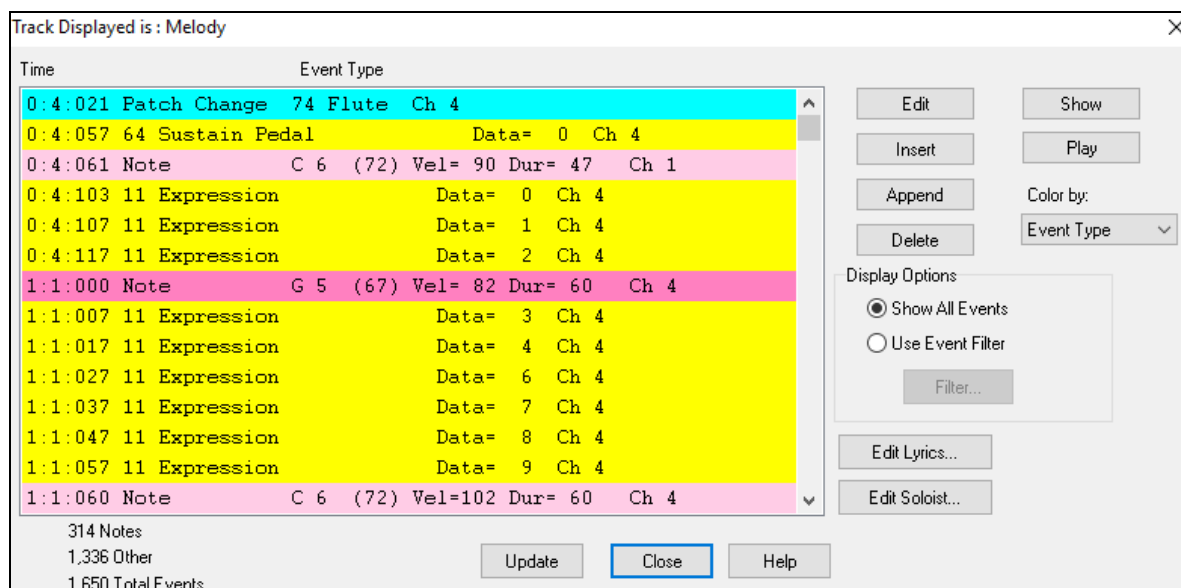 Track Displayed is : Melody
Time Event Type
0:4:021 Patch Change 74 Flute Ch 4
0:4:057 64 Sustain Pedal Data= 0 Ch 4
0:4:061 Note C 6 (72) Vel= 90 Dur= 47 Ch 1
0:4:103 11 Expression Data= 0 Ch 4
0:4:107 11 Expression Data= 1 Ch 4
0:4:117 11 Expression Data= 2 Ch 4
1:1:000 Note G 5 (67) Vel= 82 Dur= 60 Ch 4
1:1:007 11 Expression Data= 3 Ch 4
1:1:017 11 Expression Data= 4 Ch 4
1:1:027 11 Expression Data= 6 Ch 4
1:1:037 11 Expression Data= 7 Ch 4
1:1:047 11 Expression Data= 8 Ch 4
1:1:057 11 Expression Data= 9 Ch 4
1:1:060 Note C 6 (72) Vel=102 Dur= 60 Ch 4
314 Notes
1,336 Other
1,650 Total Events
Edit
Insert
Append
Delete
Show
Play
Color by:
Event Type
Display Options
Show All Events
Use Event Filter
Filter...
Edit Lyrics...
Edit Soloist...
Update
Close
Help